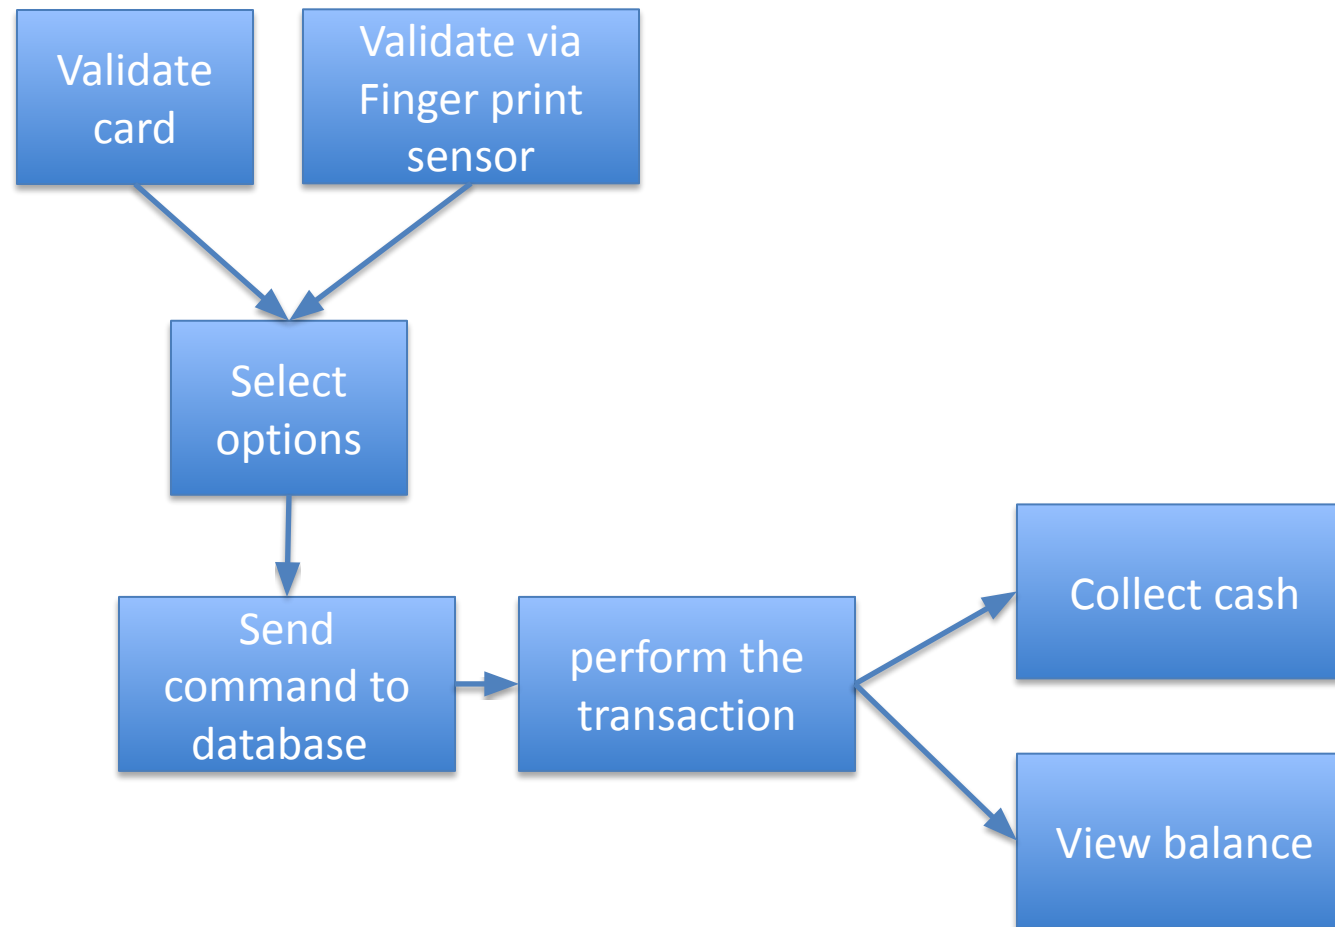 Validate
card
Validate via
Finger print
sensor
Select
options
Send
command to
database
perform the
transaction
Collect cash
View balance